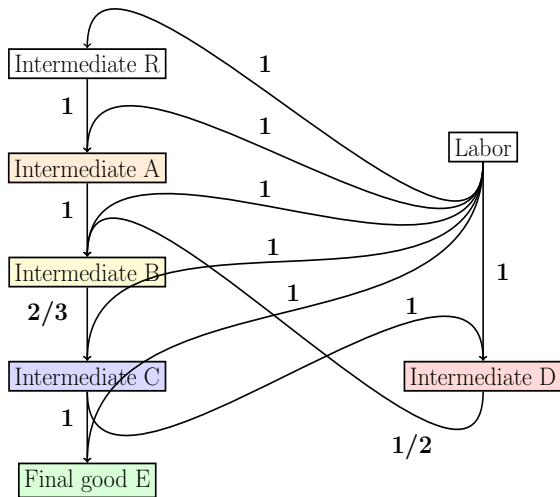 Intermediate R
1
1
Intermediate A
1
Labor
1
1
Intermediate B
1
2/3
1
1
1
Intermediate C
Intermediate D
1
1/2
Final good E